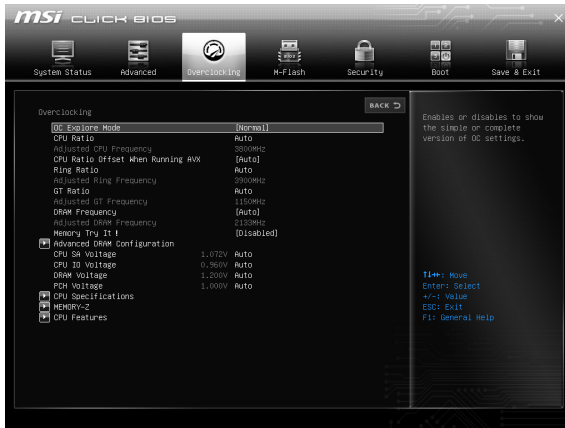 msi CLICK BIOS
System Status Advanced Overclocking M-Flash Security Boot Save & Exit
BACK
Overclocking
OC Explore Mode [Normal]
CPU Ratio Auto
Adjusted CPU Frequency 3800MHz
CPU Ratio Offset When Running AVX [Auto]
Ring Ratio Auto
Adjusted Ring Frequency 3900MHz
GT Ratio Auto
Adjusted GT Frequency 1150MHz
DRAM Frequency [Auto]
Adjusted DRAM Frequency 2133MHz
Memory Try It ! [Disabled]
Advanced DRAM Configuration
CPU SA Voltage 1.072V Auto
CPU IO Voltage 0.960V Auto
DRAM Voltage 1.200V Auto
PCH Voltage 1.000V Auto
CPU Specifications
MEMORY-Z
CPU Features
Enables or disables to show
the simple or complete
version of OC settings.
↑↓←→: Move
Enter: Select
+/-: Value
ESC: Exit
F1: General Help